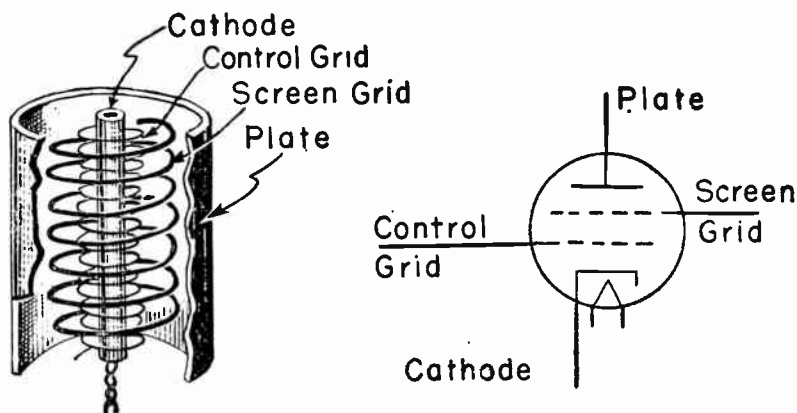 Cathode
Control Grid
Screen Grid
Plate
Plate
Screen
Grid
Control
Grid
Cathode